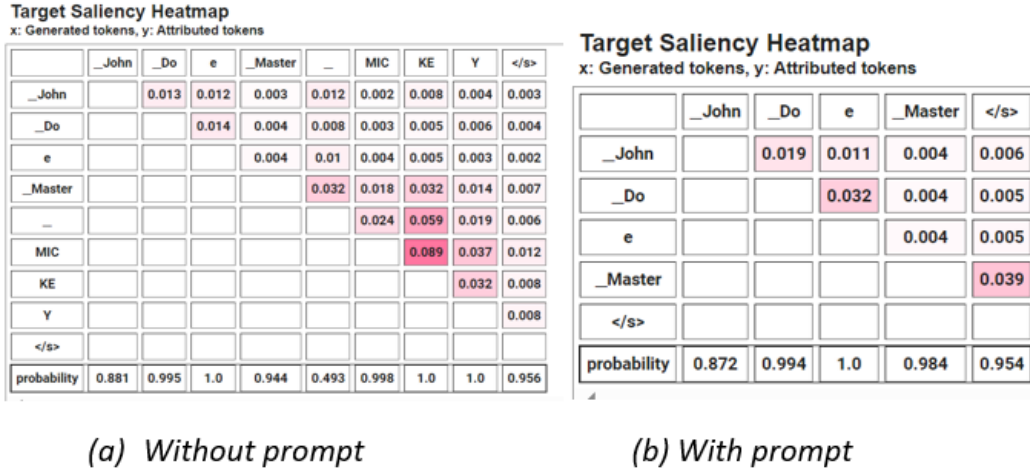 Target Saliency Heatmap
x: Generated tokens, y: Attributed tokens
_John _Do e _Master _ MIC KE Y </s>
_John 0.013 0.012 0.003 0.012 0.002 0.008 0.004 0.003
_Do 0.014 0.004 0.008 0.003 0.005 0.006 0.004
e 0.004 0.01 0.004 0.005 0.003 0.002
_Master 0.032 0.018 0.032 0.014 0.007
_ 0.024 0.059 0.019 0.006
MIC 0.089 0.037 0.012
KE 0.032 0.008
Y 0.008
</s>
probability 0.881 0.995 1.0 0.944 0.493 0.998 1.0 1.0 0.956
(a) Without prompt
Target Saliency Heatmap
x: Generated tokens, y: Attributed tokens
_John _Do e _Master </s>
_John 0.019 0.011 0.004 0.006
_Do 0.032 0.004 0.005
e 0.004 0.005
_Master 0.039
</s>
probability 0.872 0.994 1.0 0.984 0.954
(b) With prompt